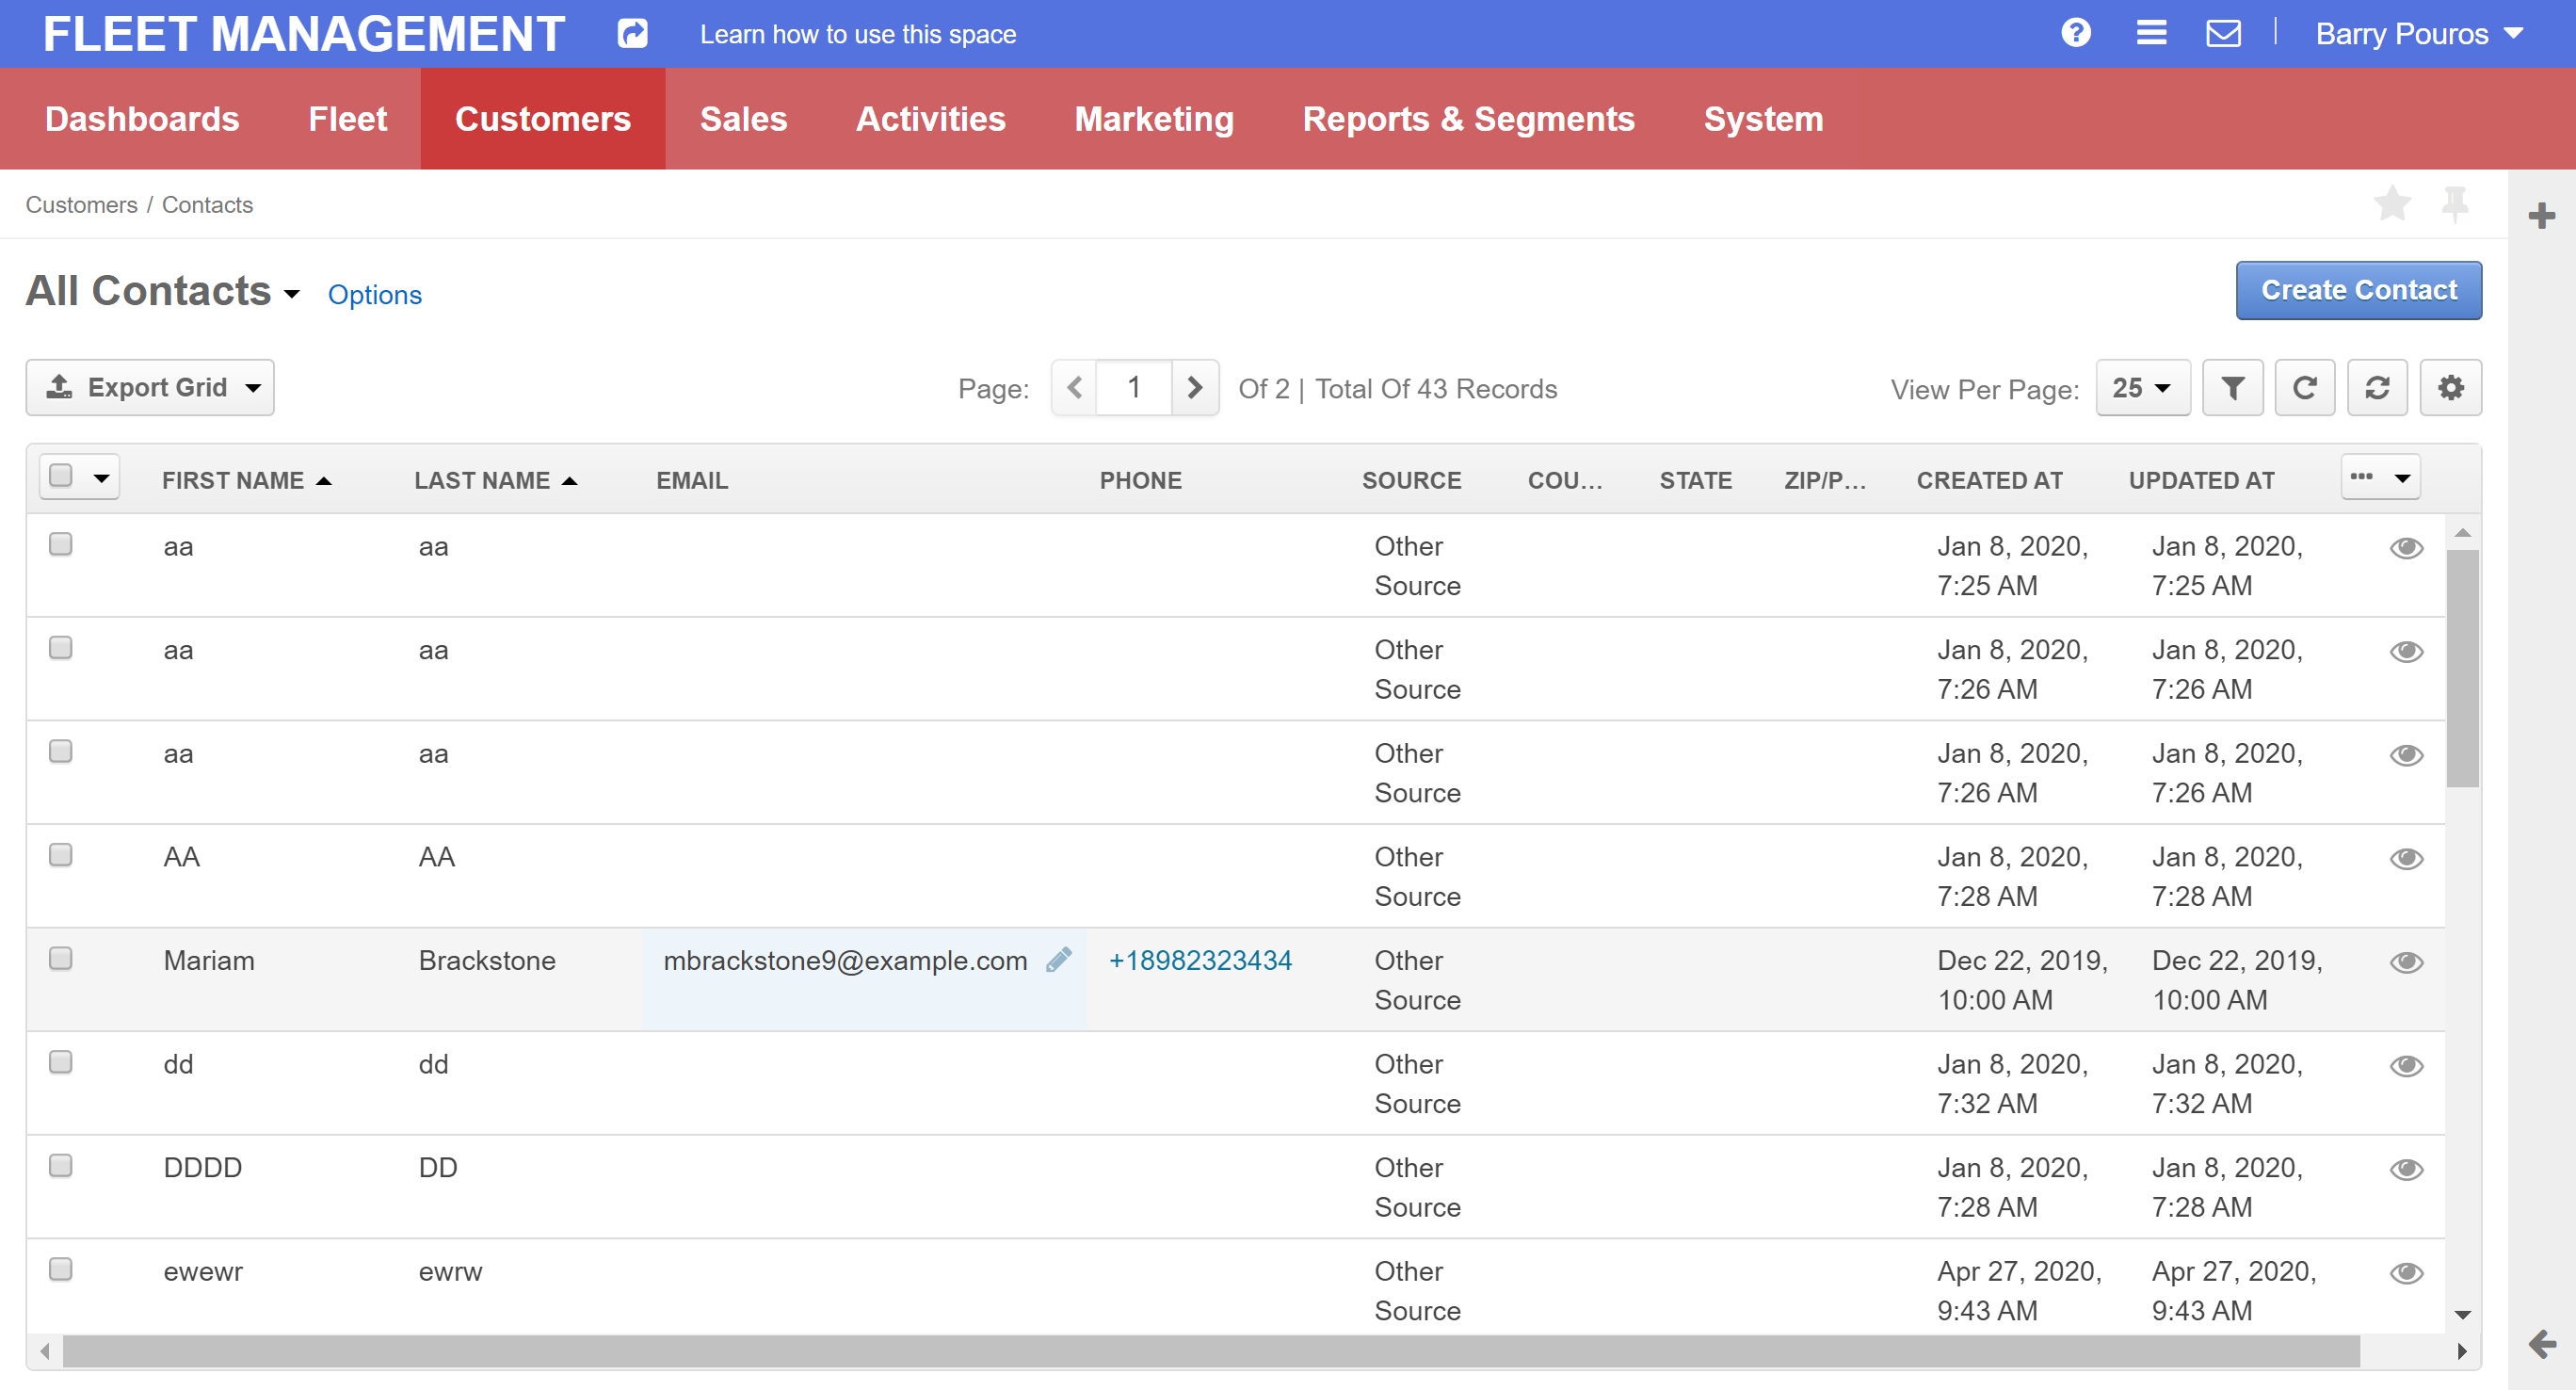 FLEET MANAGEMENT Learn how to use this space Barry Pouros
Dashboards Fleet Customers Sales Activities Marketing Reports & Segments System
Customers / Contacts
All Contacts Options Create Contact
Export Grid Page: 1 Of 2 | Total Of 43 Records View Per Page: 25
FIRST NAME LAST NAME EMAIL PHONE SOURCE COU... STATE ZIP/P... CREATED AT UPDATED AT
aa aa Other Jan 8, 2020, Jan 8, 2020,
Source 7:25 AM 7:25 AM
aa aa Other Jan 8, 2020, Jan 8, 2020,
Source 7:26 AM 7:26 AM
aa aa Other Jan 8, 2020, Jan 8, 2020,
Source 7:26 AM 7:26 AM
AA AA Other Jan 8, 2020, Jan 8, 2020,
Source 7:28 AM 7:28 AM
Mariam Brackstone mbrackstone9@example.com +18982323434 Other Dec 22, 2019, Dec 22, 2019,
Source 10:00 AM 10:00 AM
dd dd Other Jan 8, 2020, Jan 8, 2020,
Source 7:32 AM 7:32 AM
DDDD DD Other Jan 8, 2020, Jan 8, 2020,
Source 7:28 AM 7:28 AM
ewewr ewrw Other Apr 27, 2020, Apr 27, 2020,
Source 9:43 AM 9:43 AM